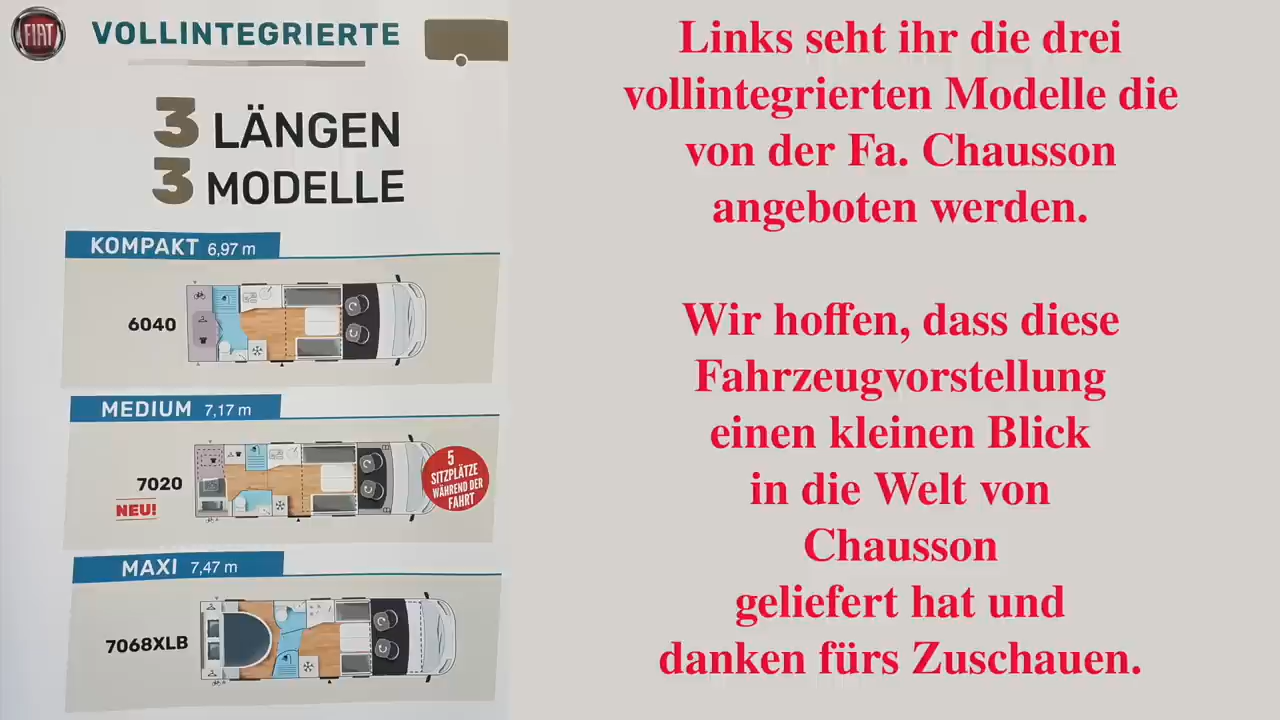 FIAT
VOLLINTEGRIERTE
3 LÄNGEN
3 MODELLE
KOMPAKT 6,97 m
6040
MEDIUM 7,17 m
7020
NEU!
5
SITZPLÄTZE
WÄHREND DER
FAHRT
MAXI 7,47 m
7068XLB
Links seht ihr die drei
vollintegrierten Modelle die
von der Fa. Chausson
angeboten werden.
Wir hoffen, dass diese
Fahrzeugvorstellung
einen kleinen Blick
in die Welt von
Chausson
geliefert hat und
danken fürs Zuschauen.